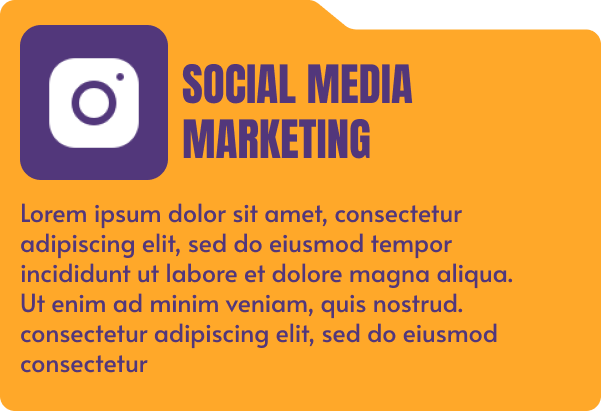 SOCIAL MEDIA
MARKETING
Lorem ipsum dolor sit amet, consectetur
adipiscing elit, sed do eiusmod tempor
incididunt ut labore et dolore magna aliqua.
Ut enim ad minim veniam, quis nostrud.
consectetur adipiscing elit, sed do eiusmod
consectetur